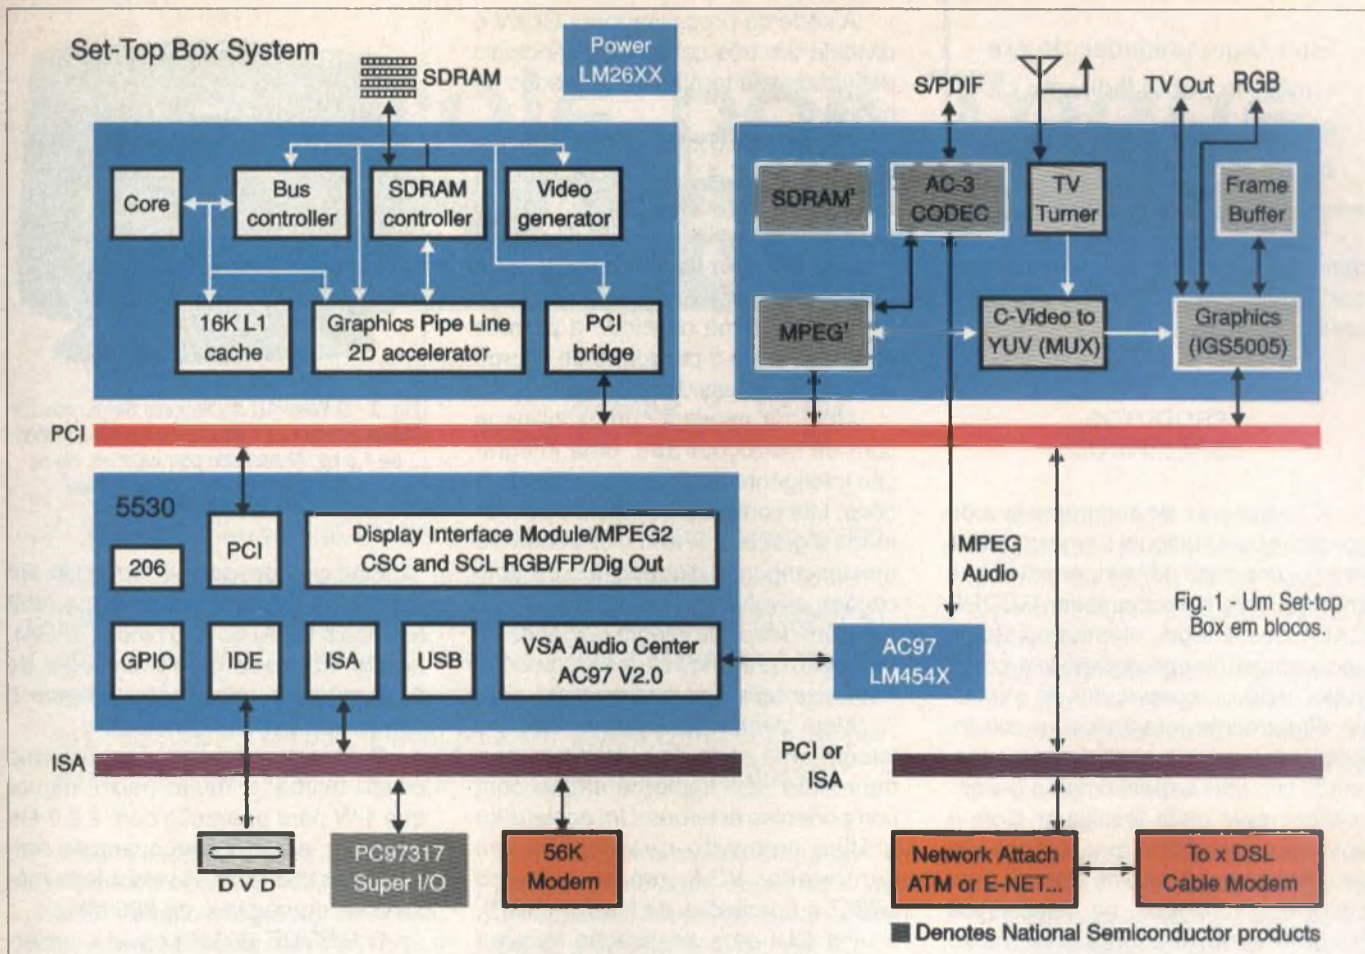 Set-Top Box System
SDRAM
Power
LM26XX
S/PDIF
TV Out
RGB
Core
Bus
controller
SDRAM
controller
Video
generator
16K L1
cache
Graphics Pipe Line
2D accelerator
PCI
bridge
SDRAM¹
AC-3
CODEC
TV
Turner
Frame
Buffer
MPEG¹
C-Video to
YUV (MUX)
Graphics
(IGS5005)
PCI
5530
206
PCI
Display Interface Module/MPEG2
CSC and SCL RGB/FP/Dig Out
GPIO
IDE
ISA
USB
VSA Audio Center
AC97 V2.0
MPEG
Audio
AC97
LM454X
Fig. 1 - Um Set-top
Box em blocos.
ISA
PCI or
ISA
DVD
PC97317
Super I/O
56K
Modem
Network Attach
ATM or E-NET...
To x DSL
Cable Modem
Denotes National Semiconductor products